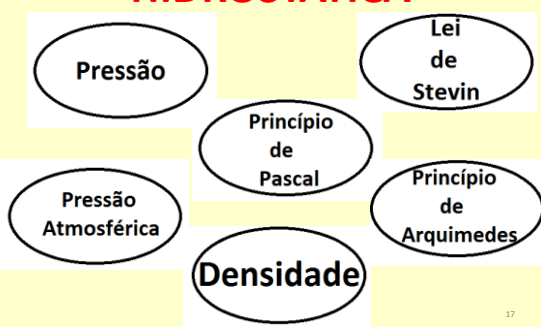 Pressão
Lei
de
Stevin
Princípio
de
Pascal
Pressão
Atmosférica
Princípio
de
Arquimedes
Densidade
17